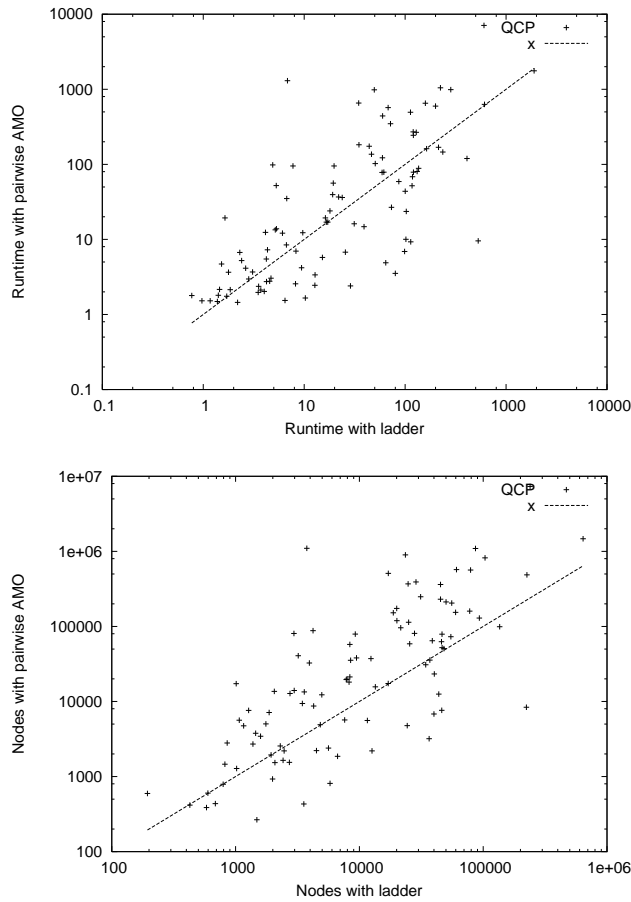 10000
1000
100
10
1
0.1
Runtime with pairwise AMO
QCP
x
0.1 1 10 100 1000 10000
Runtime with ladder
1e+07
1e+06
100000
10000
1000
100
Nodes with pairwise AMO
QCP
x
100 1000 10000 100000 1e+06
Nodes with ladder